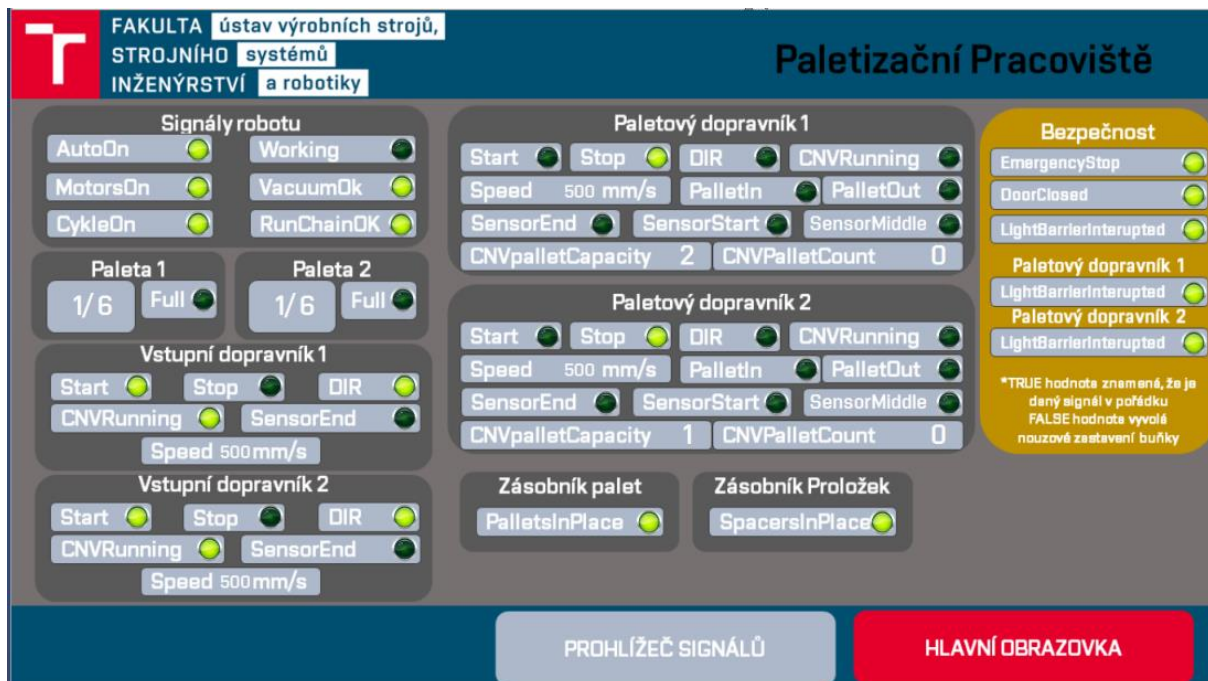 FAKULTA ústav výrobních strojů,
STROJNÍHO systémů
INŽENÝRSTVÍ a robotiky
Paletizační Pracoviště
Signály robotu
AutoOn Working
MotorsOn VacuumOk
CykleOn RunChainOK
Paleta 1
1/6 Full
Paleta 2
1/6 Full
Vstupní dopravník 1
Start Stop DIR
CNVRunning SensorEnd
Speed 500 mm/s
Vstupní dopravník 2
Start Stop DIR
CNVRunning SensorEnd
Speed 500 mm/s
Paletový dopravník 1
Start Stop DIR CNVRunning
Speed 500 mm/s PalletIn PalletOut
SensorEnd SensorStart SensorMiddle
CNVpalletCapacity 2 CNVPalletCount 0
Paletový dopravník 2
Start Stop DIR CNVRunning
Speed 500 mm/s PalletIn PalletOut
SensorEnd SensorStart SensorMiddle
CNVpalletCapacity 1 CNVPalletCount 0
Zásobník palet
PalletsInPlace
Zásobník Proložek
SpacersInPlace
Bezpečnost
EmergencyStop
DoorClosed
LightBarrierInterupted
Paletový dopravník 1
LightBarrierInterupted
Paletový dopravník 2
LightBarrierInterupted
*TRUE hodnota znamená, že je
daný signál v pořádku
FALSE hodnota vyvolá
nouzové zastavení buňky
PROHLÍŽEČ SIGNÁLŮ
HLAVNÍ OBRAZOVKA